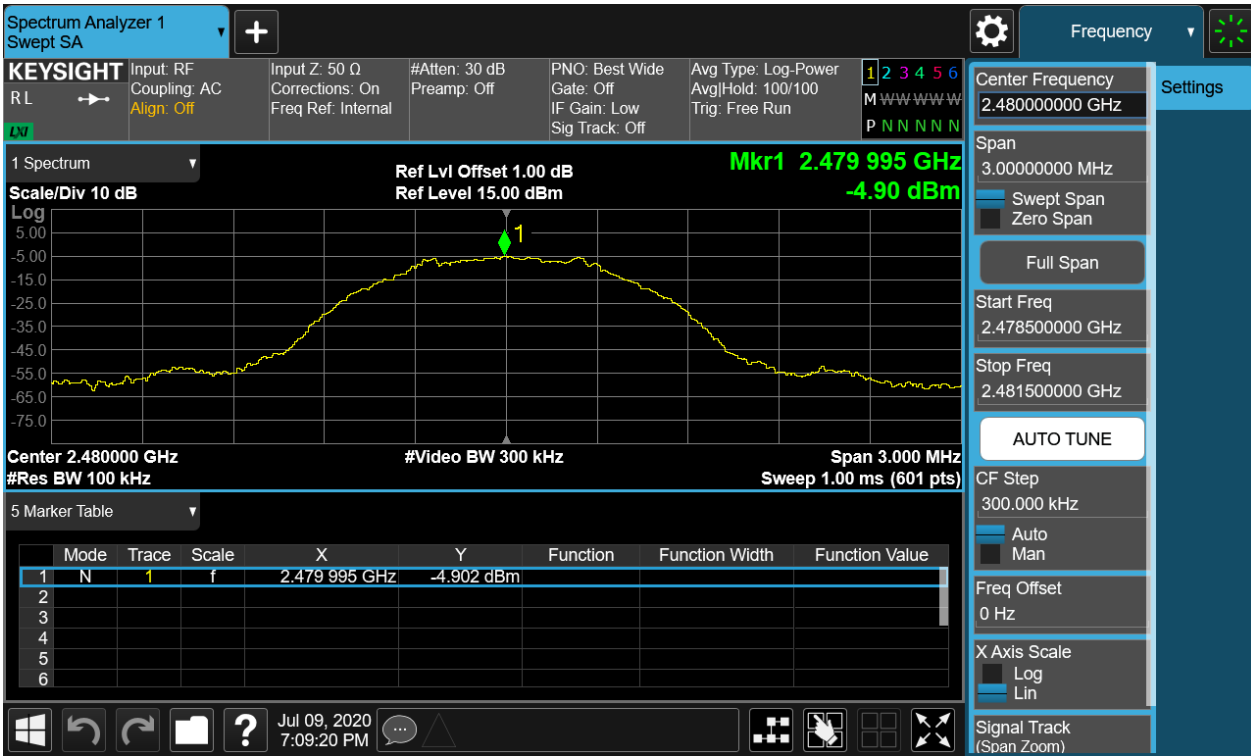 Spectrum Analyzer 1
Swept SA
+
Frequency
KEYSIGHT
R L
LXI
Input: RF
Coupling: AC
Align: Off
Input Z: 50 Ω
Corrections: On
Freq Ref: Internal
#Atten: 30 dB
Preamp: Off
PNO: Best Wide
Gate: Off
IF Gain: Low
Sig Track: Off
Avg Type: Log-Power
Avg|Hold: 100/100
Trig: Free Run
1 2 3 4 5 6
M W W W W W
P N N N N N
1 Spectrum
Scale/Div 10 dB
Ref Lvl Offset 1.00 dB
Ref Level 15.00 dBm
Mkr1 2.479 995 GHz
-4.90 dBm
Log
5.00
-5.00
-15.0
-25.0
-35.0
-45.0
-55.0
-65.0
-75.0
1
Center 2.480000 GHz
#Res BW 100 kHz
#Video BW 300 kHz
Span 3.000 MHz
Sweep 1.00 ms (601 pts)
5 Marker Table
Mode Trace Scale X Y Function Function Width Function Value
1 N 1 f 2.479 995 GHz -4.902 dBm
2
3
4
5
6
?
Jul 09, 2020
7:09:20 PM
Center Frequency
2.480000000 GHz
Span
3.00000000 MHz
Swept Span
Zero Span
Full Span
Start Freq
2.478500000 GHz
Stop Freq
2.481500000 GHz
AUTO TUNE
CF Step
300.000 kHz
Auto
Man
Freq Offset
0 Hz
X Axis Scale
Log
Lin
Signal Track
(Span Zoom)
Settings